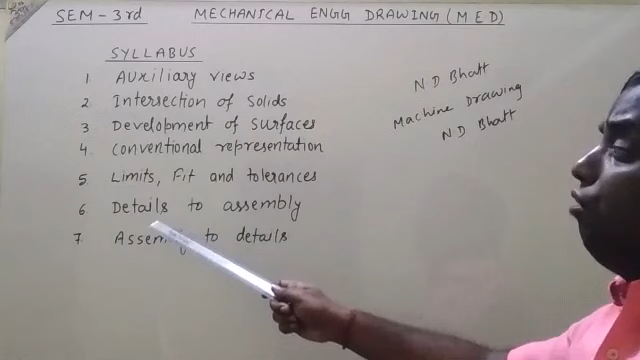 SEM - 3rd MECHANICAL ENGG DRAWING (MED)
SYLLABUS
1. Auxiliary views
2. Intersection of Solids
3. Development of Surfaces
4. Conventional representation
5. Limits, Fit and tolerances
6. Details to assembly
7. Assembly to details
N D Bhatt
Machine Drawing
N D Bhatt